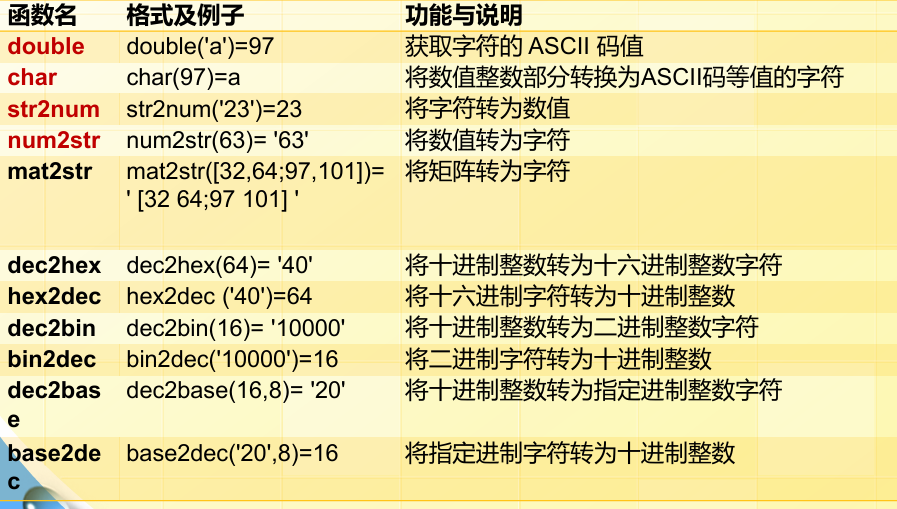 函数名 格式及例子 功能与说明
double double('a')=97 获取字符的 ASCII 码值
char char(97)=a 将数值整数部分转换为ASCII码等值的字符
str2num str2num('23')=23 将字符转为数值
num2str num2str(63)= '63' 将数值转为字符
mat2str mat2str([32,64;97,101])= 将矩阵转为字符
' [32 64;97 101] '
dec2hex dec2hex(64)= '40' 将十进制整数转为十六进制整数字符
hex2dec hex2dec ('40')=64 将十六进制字符转为十进制整数
dec2bin dec2bin(16)= '10000' 将十进制整数转为二进制整数字符
bin2dec bin2dec('10000')=16 将二进制字符转为十进制整数
dec2bas dec2base(16,8)= '20' 将十进制整数转为指定进制整数字符
e
base2de base2dec('20',8)=16 将指定进制字符转为十进制整数
c